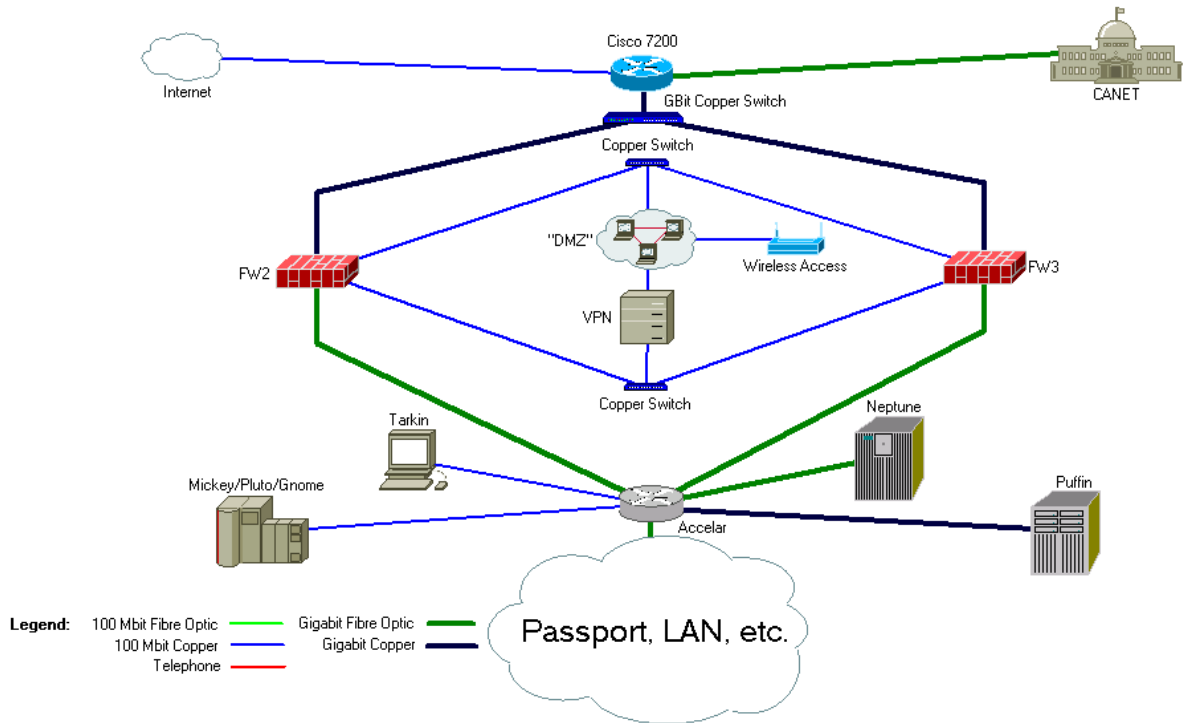 Cisco 7200
Internet
CANET
GBit Copper Switch
Copper Switch
"DMZ"
Wireless Access
FW2
FW3
VPN
Copper Switch
Tarkin
Neptune
Mickey/Pluto/Gnome
Puffin
Accelar
Passport, LAN, etc.
Legend:
100 Mbit Fibre Optic
Gigabit Fibre Optic
100 Mbit Copper
Gigabit Copper
Telephone